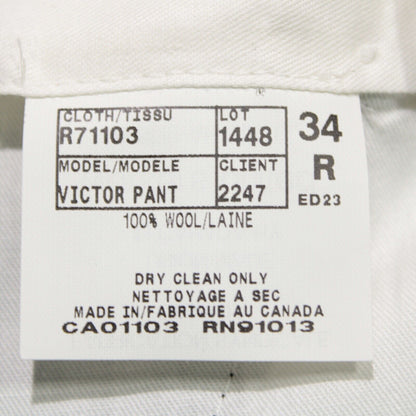 CLOTH/TISSU LOT 34
R71103 1448
MODEL/MODELE CLIENT R
VICTOR PANT 2247 ED23
100% WOOL/LAINE
DRY CLEAN ONLY
NETTOYAGE A SEC
MADE IN/FABRIQUE AU CANADA
CA01103 RN91013